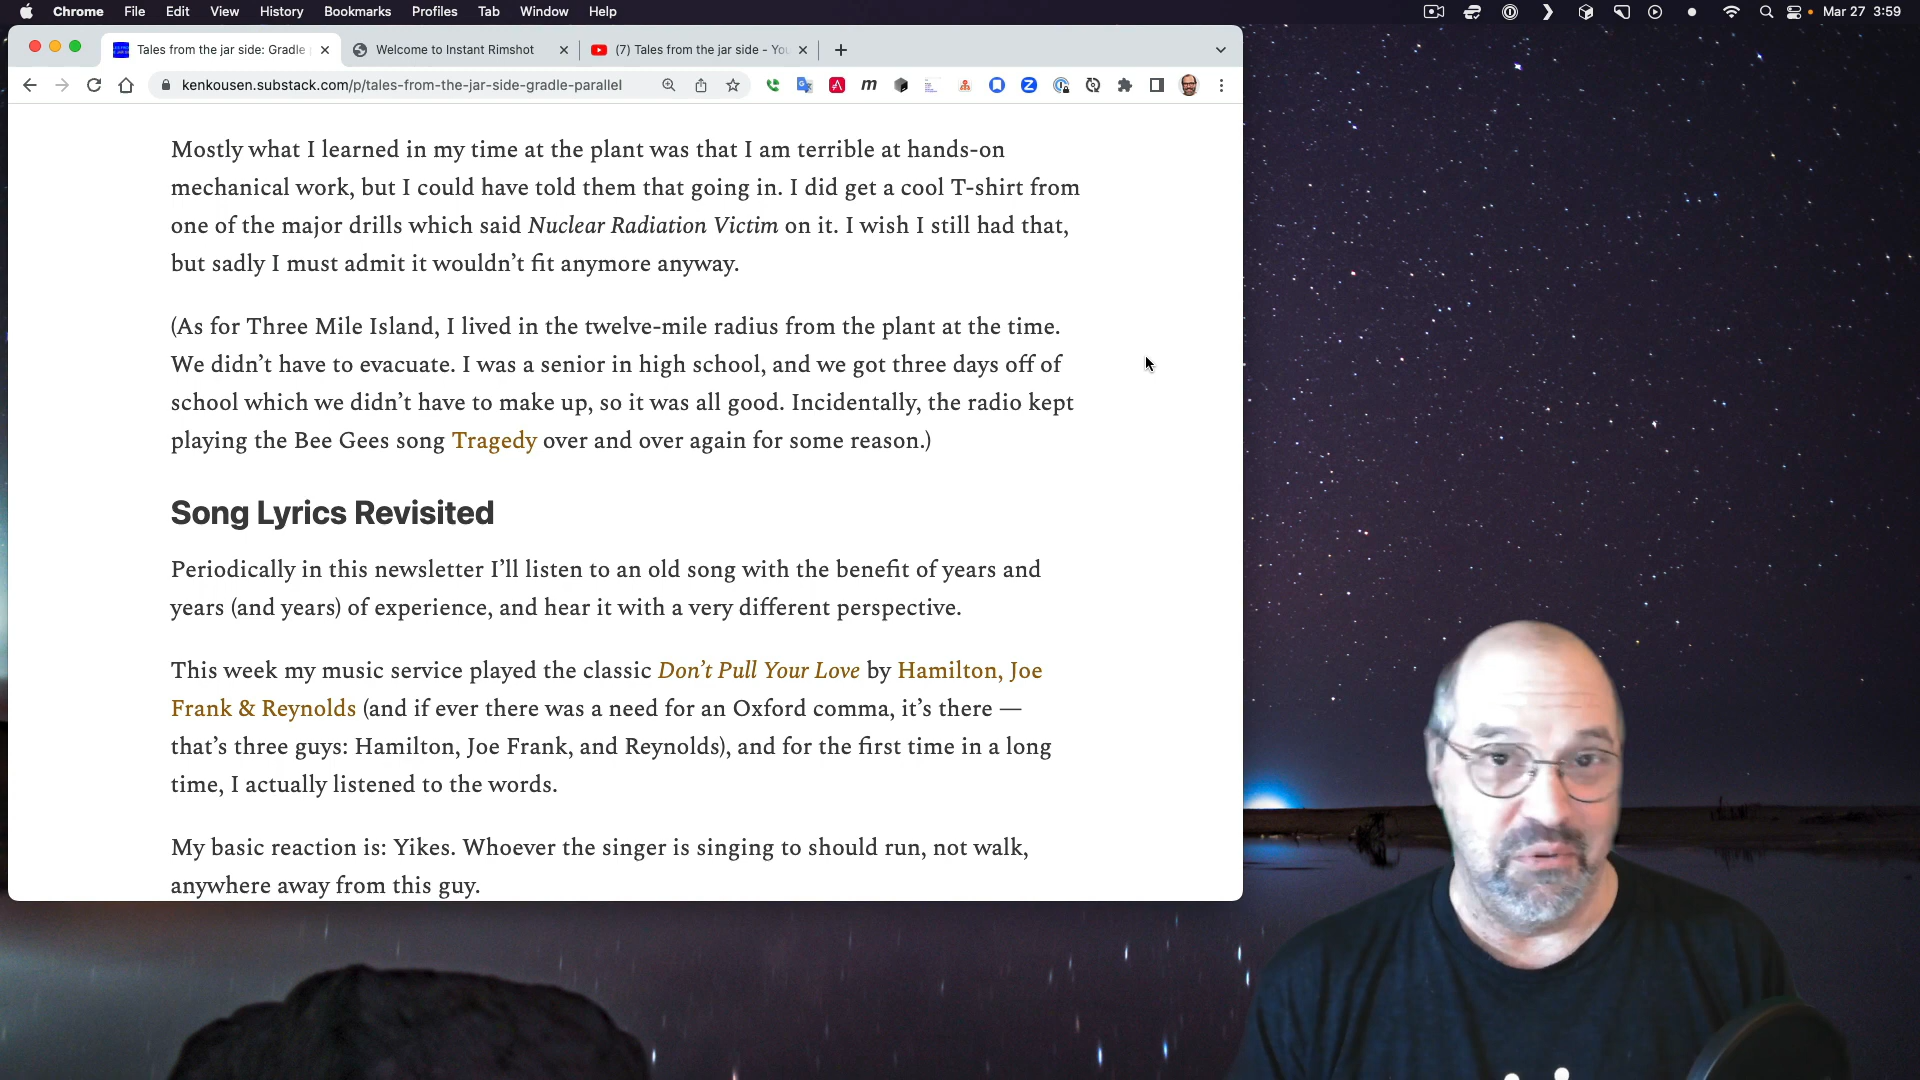 Chrome File Edit View History Bookmarks Profiles Tab Window Help Mar 27 3:59
Tales from the jar side: Gradle Welcome to Instant Rimshot (7) Tales from the jar side - You
kenkousen.substack.com/p/tales-from-the-jar-side-gradle-parallel
Mostly what I learned in my time at the plant was that I am terrible at hands-on
mechanical work, but I could have told them that going in. I did get a cool T-shirt from
one of the major drills which said Nuclear Radiation Victim on it. I wish I still had that,
but sadly I must admit it wouldn’t fit anymore anyway.
(As for Three Mile Island, I lived in the twelve-mile radius from the plant at the time.
We didn’t have to evacuate. I was a senior in high school, and we got three days off of
school which we didn’t have to make up, so it was all good. Incidentally, the radio kept
playing the Bee Gees song Tragedy over and over again for some reason.)
Song Lyrics Revisited
Periodically in this newsletter I’ll listen to an old song with the benefit of years and
years (and years) of experience, and hear it with a very different perspective.
This week my music service played the classic Don’t Pull Your Love by Hamilton, Joe
Frank & Reynolds (and if ever there was a need for an Oxford comma, it’s there —
that’s three guys: Hamilton, Joe Frank, and Reynolds), and for the first time in a long
time, I actually listened to the words.
My basic reaction is: Yikes. Whoever the singer is singing to should run, not walk,
anywhere away from this guy.